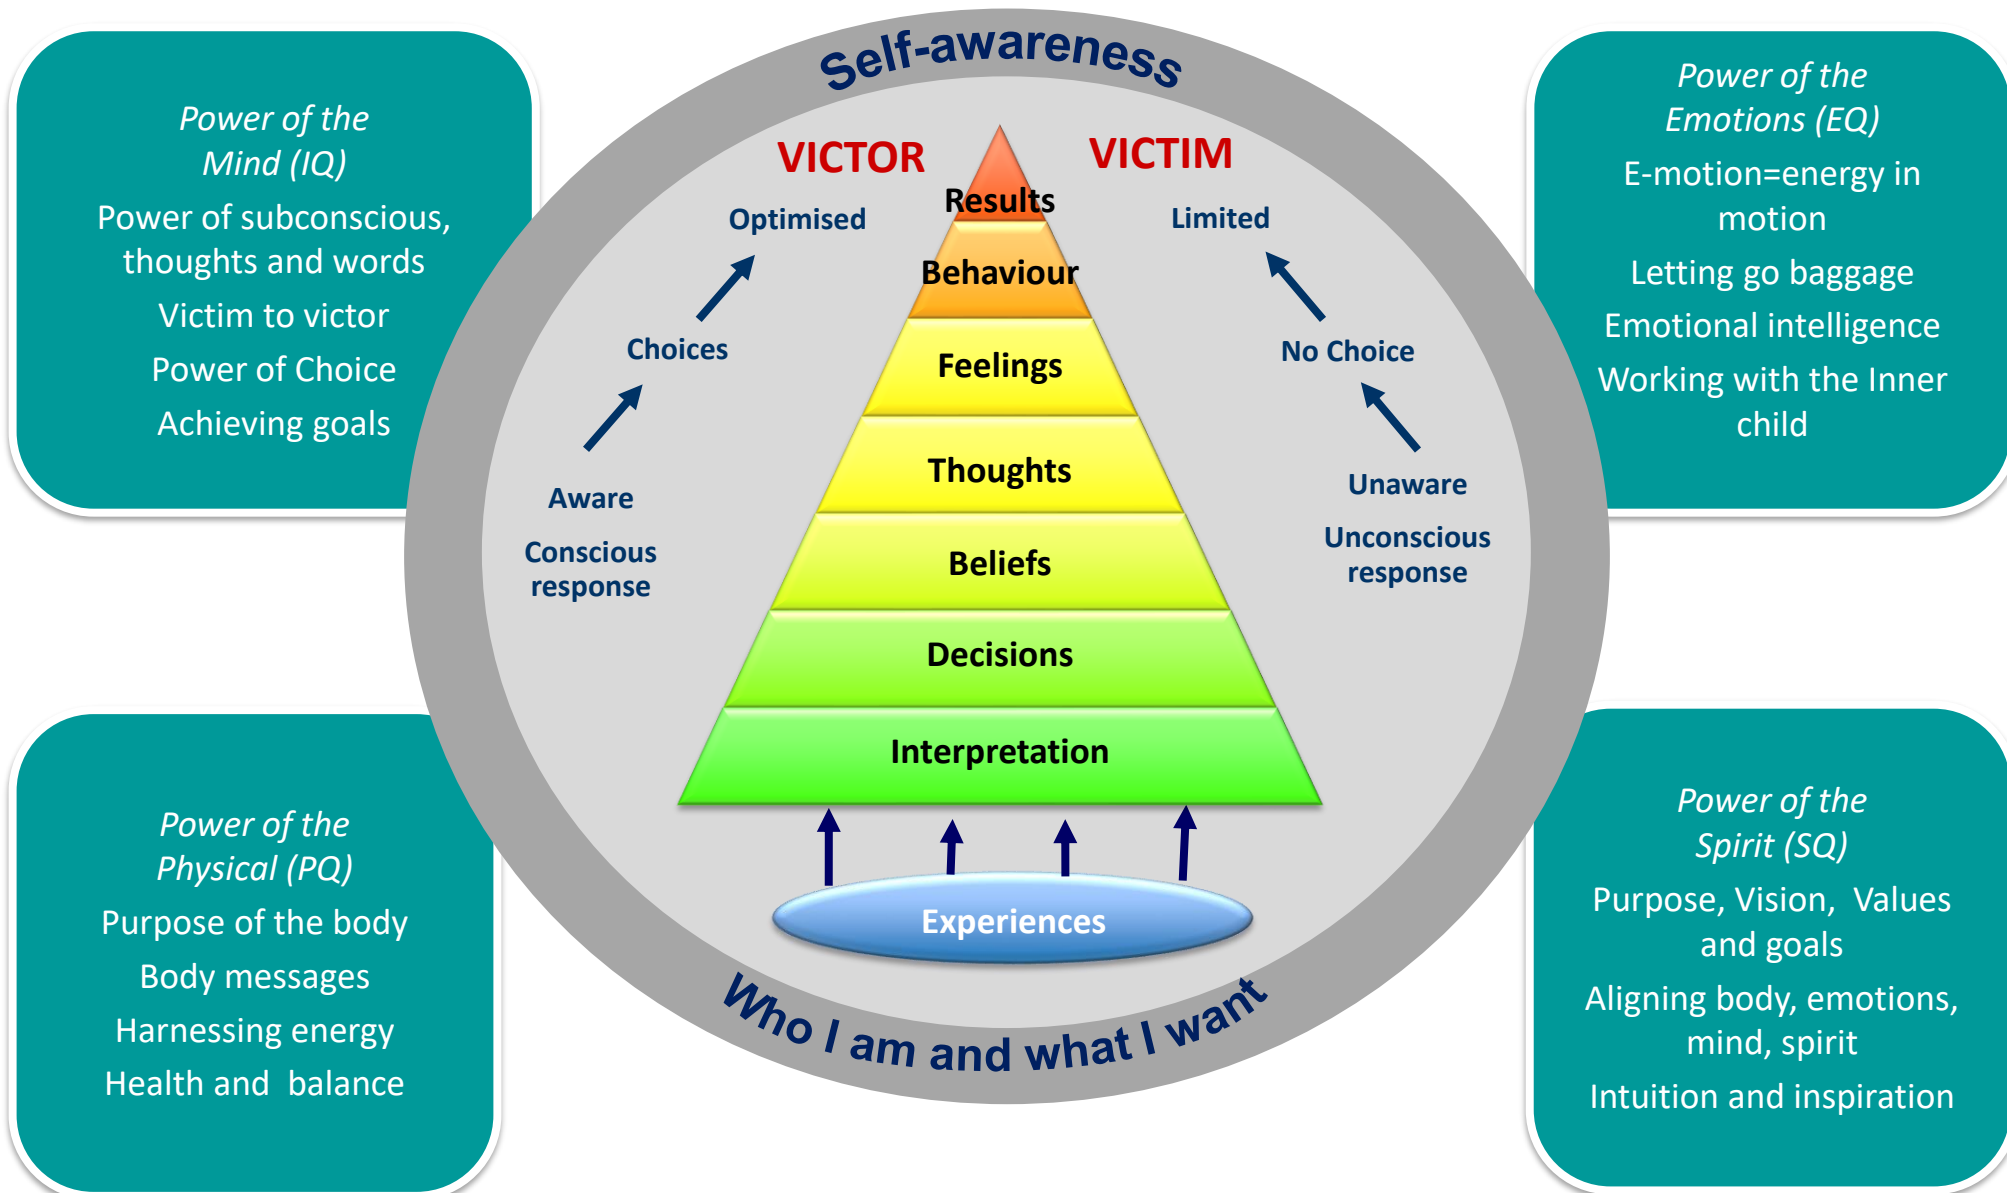 Self-awareness
Power of the
Mind (IQ)
Power of subconscious,
thoughts and words
Victim to victor
Power of Choice
Achieving goals
VICTOR
Optimised
Choices
Aware
Conscious
response
Results
Behaviour
Feelings
Thoughts
Beliefs
Decisions
Interpretation
Experiences
VICTIM
Limited
No Choice
Unaware
Unconscious
response
Power of the
Emotions (EQ)
E-motion=energy in
motion
Letting go baggage
Emotional intelligence
Working with the Inner
child
Power of the
Physical (PQ)
Purpose of the body
Body messages
Harnessing energy
Health and  balance
Who I am and what I want
Power of the
Spirit (SQ)
Purpose, Vision,  Values
and goals
Aligning body, emotions,
mind, spirit
Intuition and inspiration